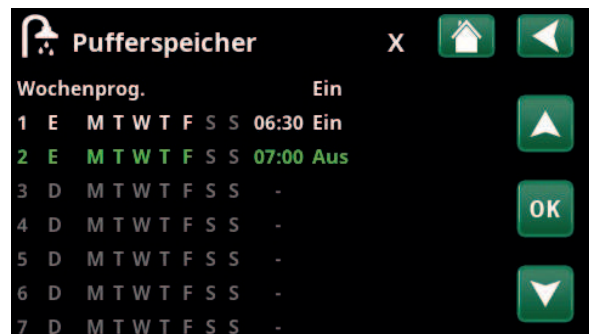 Pufferspeicher X
Wochenprog. Ein
1 E M T W T F S S 06:30 Ein
2 E M T W T F S S 07:00 Aus
3 D M T W T F S S -
4 D M T W T F S S -
OK
5 D M T W T F S S -
6 D M T W T F S S -
7 D M T W T F S S -